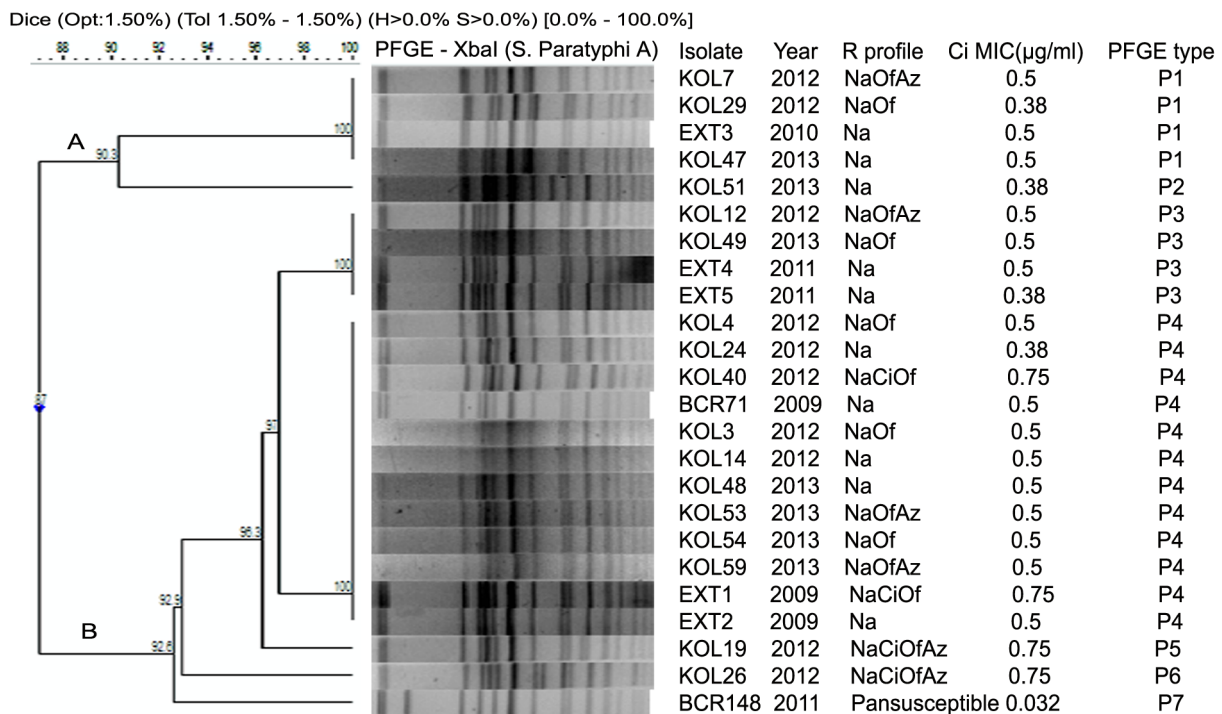 Dice (Opt:1.50%) (Tol 1.50% - 1.50%) (H>0.0% S>0.0%) [0.0% - 100.0%]
88 90 92 94 96 98 100 PFGE - XbaI (S. Paratyphi A) Isolate Year R profile Ci MIC(µg/ml) PFGE type
KOL7 2012 NaOfAz 0.5 P1
KOL29 2012 NaOf 0.38 P1
100 EXT3 2010 Na 0.5 P1
A 90.3 KOL47 2013 Na 0.5 P1
KOL51 2013 Na 0.38 P2
KOL12 2012 NaOfAz 0.5 P3
KOL49 2013 NaOf 0.5 P3
100 EXT4 2011 Na 0.5 P3
EXT5 2011 Na 0.38 P3
KOL4 2012 NaOf 0.5 P4
KOL24 2012 Na 0.38 P4
KOL40 2012 NaCiOf 0.75 P4
87 BCR71 2009 Na 0.5 P4
97 KOL3 2012 NaOf 0.5 P4
KOL14 2012 Na 0.5 P4
KOL48 2013 Na 0.5 P4
KOL53 2013 NaOfAz 0.5 P4
96.3 KOL54 2013 NaOf 0.5 P4
KOL59 2013 NaOfAz 0.5 P4
100 EXT1 2009 NaCiOf 0.75 P4
92.9 EXT2 2009 Na 0.5 P4
B 92.6 KOL19 2012 NaCiOfAz 0.75 P5
KOL26 2012 NaCiOfAz 0.75 P6
BCR148 2011 Pansusceptible 0.032 P7